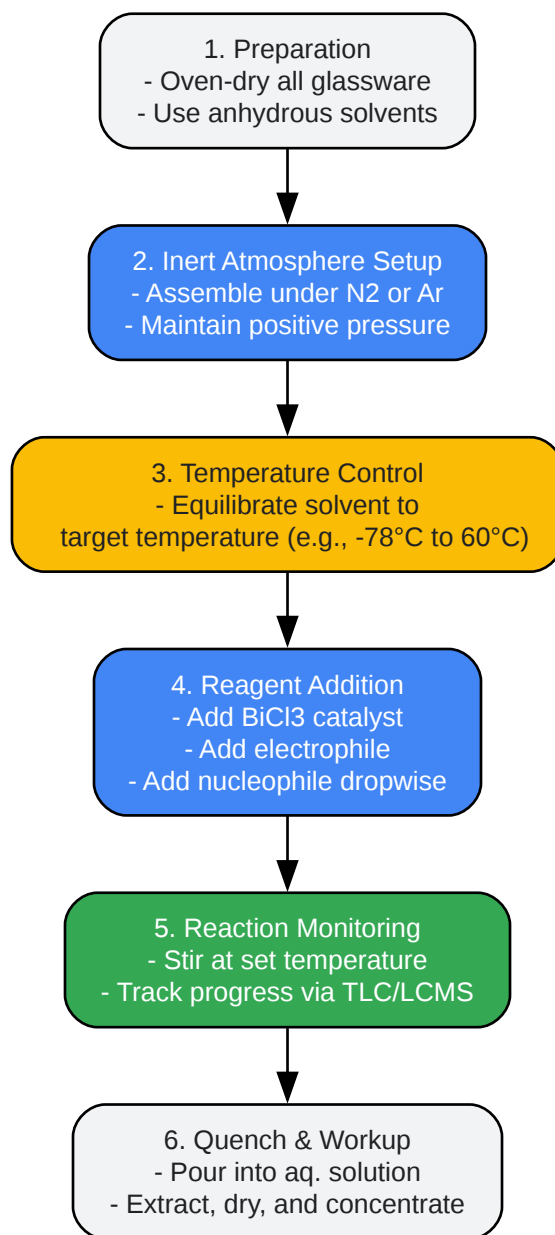 1. Preparation
- Oven-dry all glassware
- Use anhydrous solvents
2. Inert Atmosphere Setup
- Assemble under N2 or Ar
- Maintain positive pressure
3. Temperature Control
- Equilibrate solvent to
target temperature (e.g., -78°C to 60°C)
4. Reagent Addition
- Add BiCl3 catalyst
- Add electrophile
- Add nucleophile dropwise
5. Reaction Monitoring
- Stir at set temperature
- Track progress via TLC/LCMS
6. Quench & Workup
- Pour into aq. solution
- Extract, dry, and concentrate